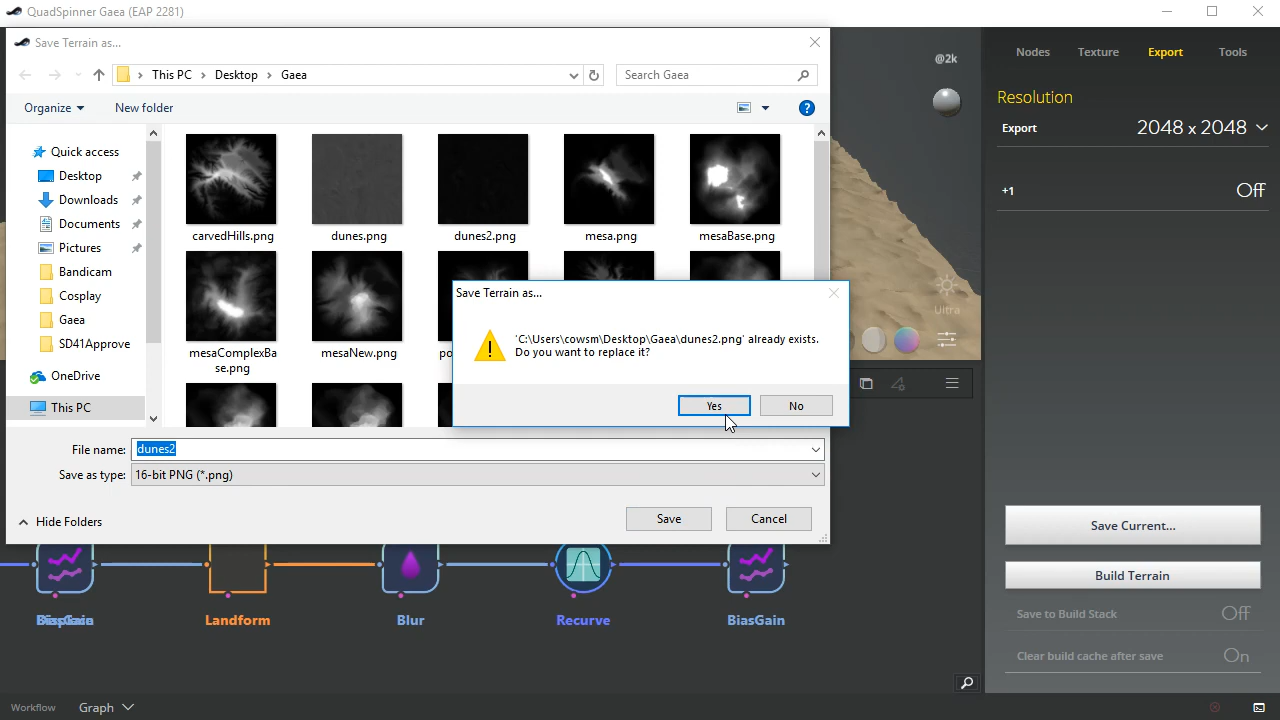 QuadSpinner Gaea (EAP 2281)
Save Terrain as...
This PC
Desktop
Gaea
Search Gaea
Organize
New folder
Quick access
Desktop
Downloads
Documents
Pictures
Bandicam
Cosplay
Gaea
SD41Approve
OneDrive
This PC
carvedHills.png
dunes.png
dunes2.png
mesa.png
mesaBase.png
mesaComplexBa
se.png
mesaNew.png
Save Terrain as...
'C:\Users\cowsm\Desktop\Gaea\dunes2.png' already exists.
Do you want to replace it?
Yes
No
File name:
dunes2
Save as type:
16-bit PNG (*.png)
Hide Folders
Save
Cancel
@2k
Ultra
Nodes
Texture
Export
Tools
Resolution
Export
2048 x 2048
+1
Off
Save Current...
Build Terrain
Save to Build Stack
Off
Clear build cache after save
On
Landform
Blur
Recurve
BiasGain
Workflow
Graph